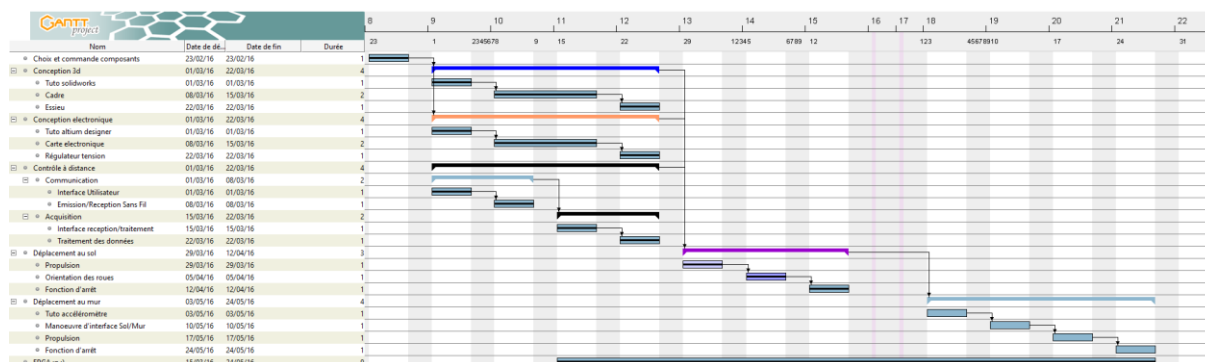 GANTT project
8 9 10 11 12 13 14 15 16 17 18 19 20 21 22
Nom Date de dé... Date de fin Durée
23 1 2345678 9 15 22 29 12345 6789 12 123 45678910 17 24 31
Choix et commande composants 23/02/16 23/02/16 1
Conception 3d 01/03/16 22/03/16 4
Tuto solidworks 01/03/16 01/03/16 1
Cadre 08/03/16 15/03/16 2
Essieu 22/03/16 22/03/16 1
Conception electronique 01/03/16 22/03/16 4
Tuto altium designer 01/03/16 01/03/16 1
Carte electronique 08/03/16 15/03/16 2
Régulateur tension 22/03/16 22/03/16 1
Contrôle à distance 01/03/16 22/03/16 4
Communication 01/03/16 08/03/16 2
Interface Utilisateur 01/03/16 01/03/16 1
Emission/Reception Sans Fil 08/03/16 08/03/16 1
Acquisition 15/03/16 22/03/16 2
Interface reception/traitement 15/03/16 15/03/16 1
Traitement des données 22/03/16 22/03/16 1
Déplacement au sol 29/03/16 12/04/16 3
Propulsion 29/03/16 29/03/16 1
Orientation des roues 05/04/16 05/04/16 1
Fonction d'arrêt 12/04/16 12/04/16 1
Déplacement au mur 03/05/16 24/05/16 4
Tuto accéléromètre 03/05/16 03/05/16 1
Manoeuvre d'interface Sol/Mur 10/05/16 10/05/16 1
Propulsion 17/05/16 17/05/16 1
Fonction d'arrêt 24/05/16 24/05/16 1